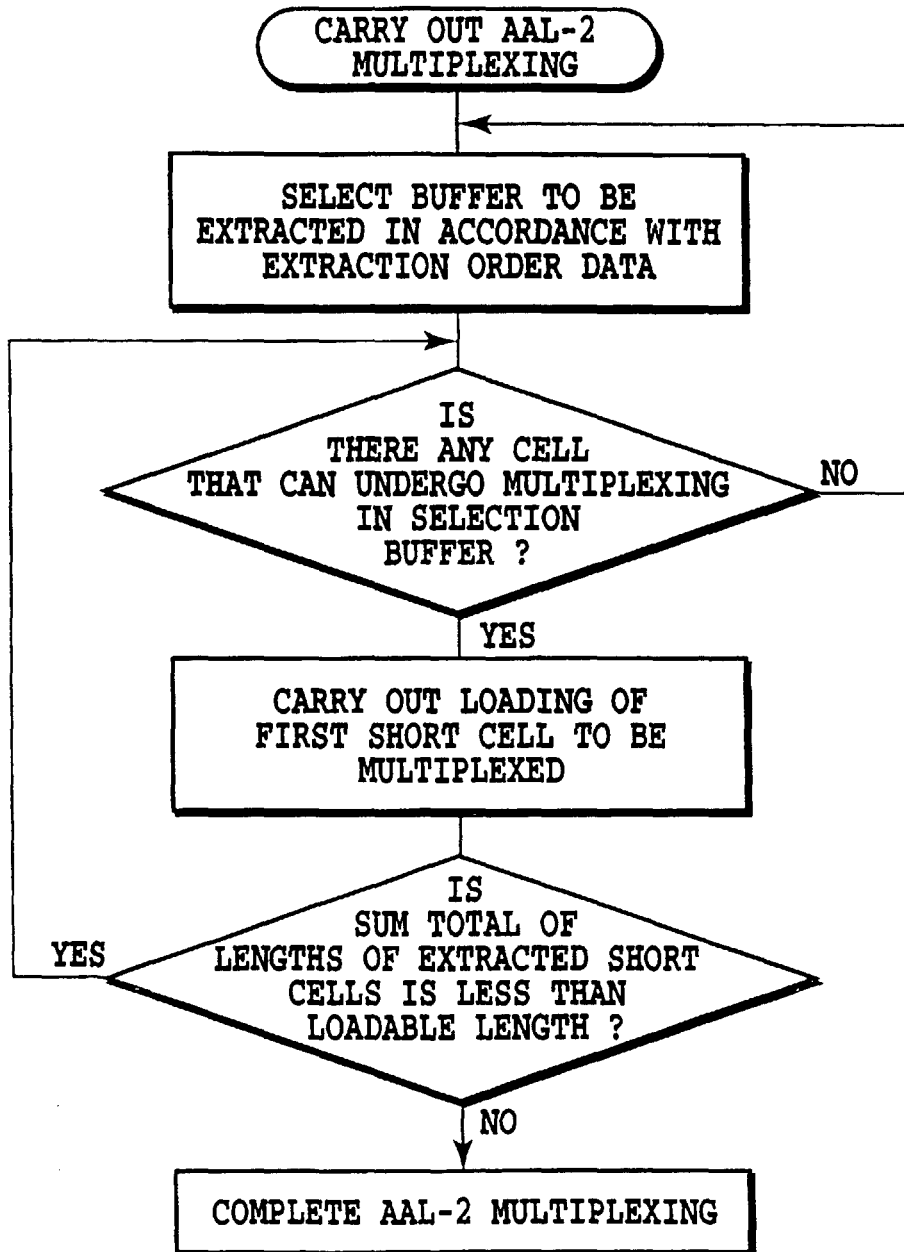 CARRY OUT AAL-2
MULTIPLEXING
SELECT BUFFER TO BE
EXTRACTED IN ACCORDANCE WITH
EXTRACTION ORDER DATA
IS
THERE ANY CELL
THAT CAN UNDERGO MULTIPLEXING
IN SELECTION
BUFFER ?
NO
YES
CARRY OUT LOADING OF
FIRST SHORT CELL TO BE
MULTIPLEXED
IS
SUM TOTAL OF
LENGTHS OF EXTRACTED SHORT
CELLS IS LESS THAN
LOADABLE LENGTH ?
YES
NO
COMPLETE AAL-2 MULTIPLEXING